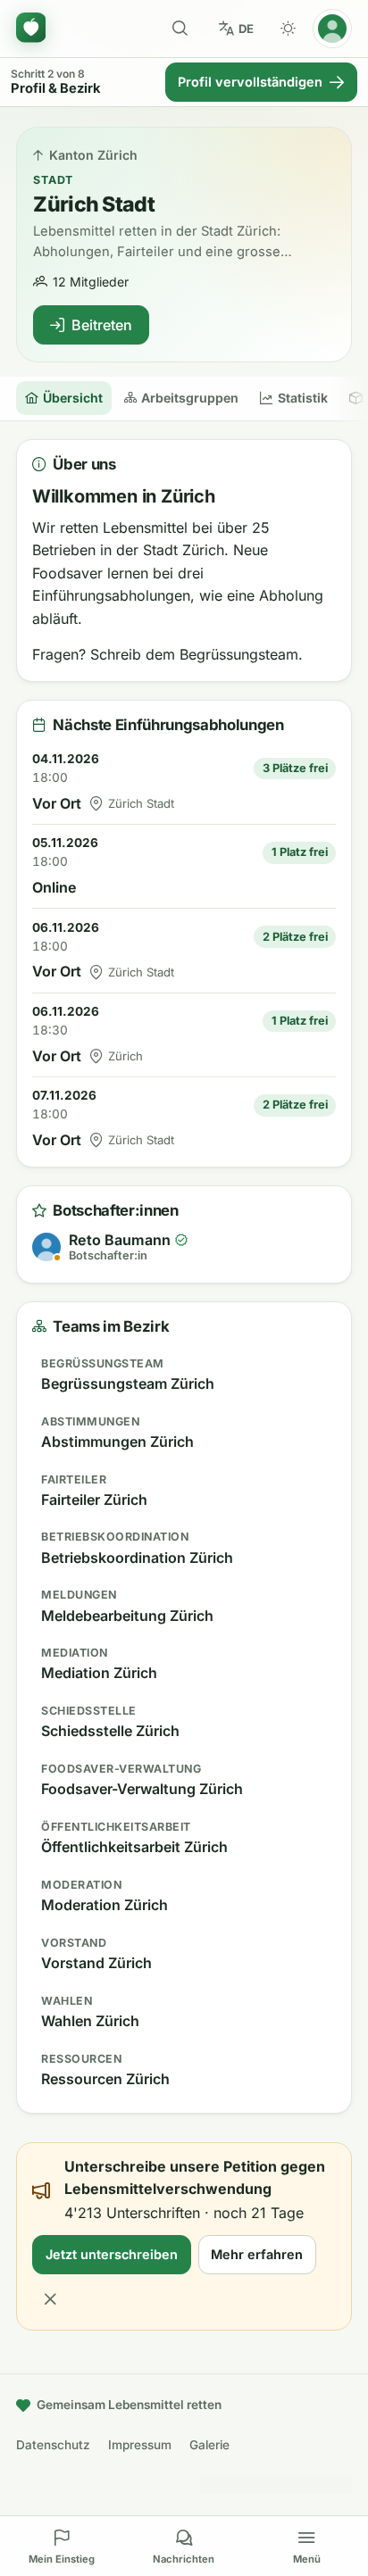 DE
Schritt 2 von 8
Profil & Bezirk
Profil vervollständigen
Kanton Zürich
STADT
Zürich Stadt
Lebensmittel retten in der Stadt Zürich:
Abholungen, Fairteiler und eine grosse...
12 Mitglieder
Beitreten
Übersicht
Arbeitsgruppen
Statistik
Über uns
Willkommen in Zürich
Wir retten Lebensmittel bei über 25
Betrieben in der Stadt Zürich. Neue
Foodsaver lernen bei drei
Einführungsabholungen, wie eine Abholung
abläuft.
Fragen? Schreib dem Begrüssungsteam.
Nächste Einführungsabholungen
04.11.2026
18:00
3 Plätze frei
Vor Ort Zürich Stadt
05.11.2026
18:00
1 Platz frei
Online
06.11.2026
18:00
2 Plätze frei
Vor Ort Zürich Stadt
06.11.2026
18:30
1 Platz frei
Vor Ort Zürich
07.11.2026
18:00
2 Plätze frei
Vor Ort Zürich Stadt
Botschafter:innen
Reto Baumann
Botschafter:in
Teams im Bezirk
BEGRÜSSUNGSTEAM
Begrüssungsteam Zürich
ABSTIMMUNGEN
Abstimmungen Zürich
FAIRTEILER
Fairteiler Zürich
BETRIEBSKOORDINATION
Betriebskoordination Zürich
MELDUNGEN
Meldebearbeitung Zürich
MEDIATION
Mediation Zürich
SCHIEDSSTELLE
Schiedsstelle Zürich
FOODSAVER-VERWALTUNG
Foodsaver-Verwaltung Zürich
ÖFFENTLICHKEITSARBEIT
Öffentlichkeitsarbeit Zürich
MODERATION
Moderation Zürich
VORSTAND
Vorstand Zürich
WAHLEN
Wahlen Zürich
RESSOURCEN
Ressourcen Zürich
Unterschreibe unsere Petition gegen
Lebensmittelverschwendung
4'213 Unterschriften · noch 21 Tage
Jetzt unterschreiben
Mehr erfahren
Gemeinsam Lebensmittel retten
Datenschutz
Impressum
Galerie
Mein Einstieg
Nachrichten
Menü